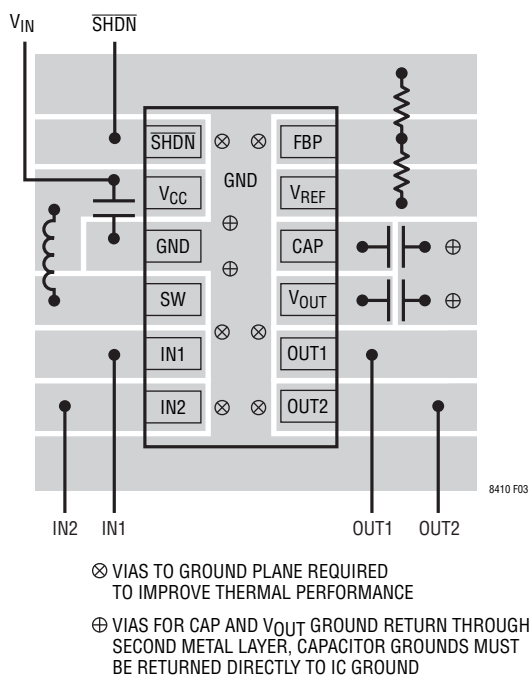 VIN SHDN
SHDN FBP
GND
VCC VREF
GND CAP
SW VOUT
IN1 OUT1
IN2 OUT2
8410 F03
IN2 IN1 OUT1 OUT2
⊗ VIAS TO GROUND PLANE REQUIRED
TO IMPROVE THERMAL PERFORMANCE
⊕ VIAS FOR CAP AND VOUT GROUND RETURN THROUGH
SECOND METAL LAYER, CAPACITOR GROUNDS MUST
BE RETURNED DIRECTLY TO IC GROUND